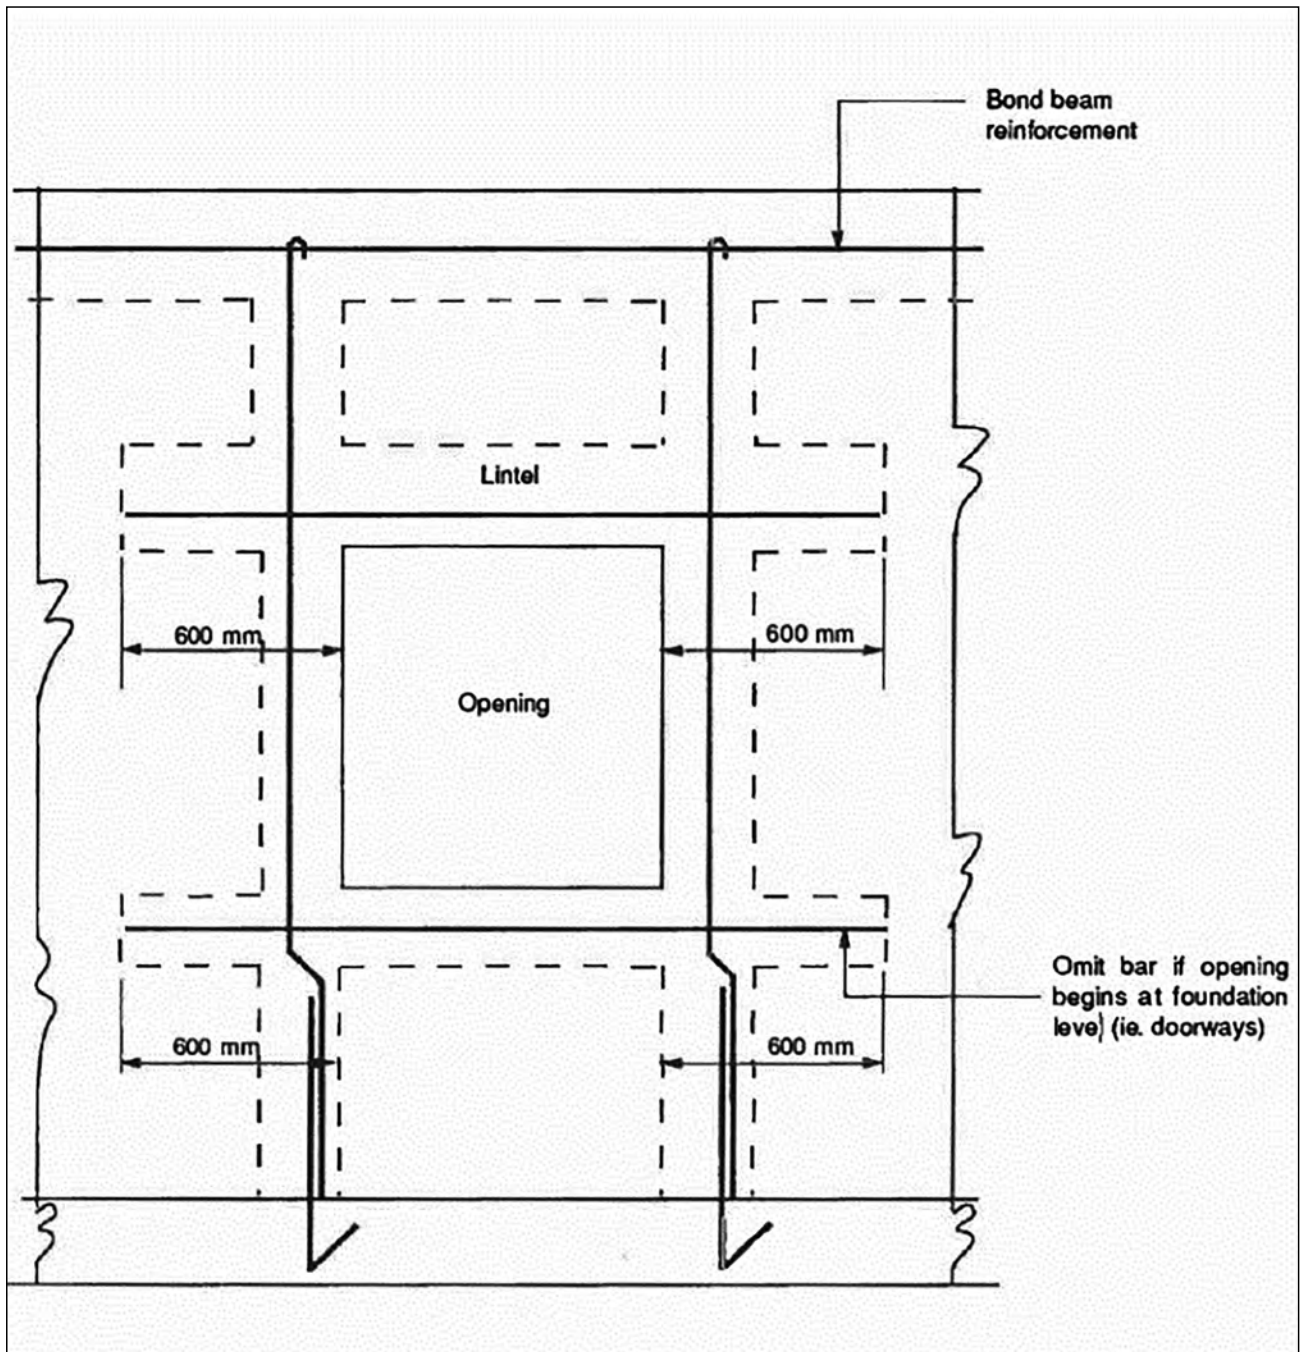 Bond beam
reinforcement
Lintel
600 mm
600 mm
Opening
Omit bar if opening
begins at foundation
level (ie. doorways)
600 mm
600 mm